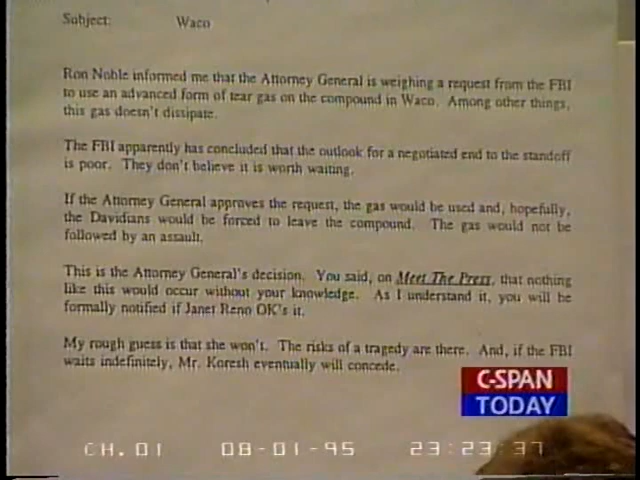 Subject: Waco
Ron Noble informed me that the Attorney General is weighing a request from the FBI
to use an advanced form of tear gas on the compound in Waco. Among other things,
this gas doesn't dissipate.
The FBI apparently has concluded that the outlook for a negotiated end to the standoff
is poor. They don't believe it is worth waiting.
If the Attorney General approves the request, the gas would be used and, hopefully,
the Davidians would be forced to leave the compound. The gas would not be
followed by an assault.
This is the Attorney General's decision. You said, on Meet The Press, that nothing
like this would occur without your knowledge. As I understand it, you will be
formally notified if Janet Reno OK's it.
My rough guess is that she won't. The risks of a tragedy are there. And, if the FBI
waits indefinitely, Mr. Koresh eventually will concede.
C-SPAN
TODAY
CH.01 08-01-95 23:23:37